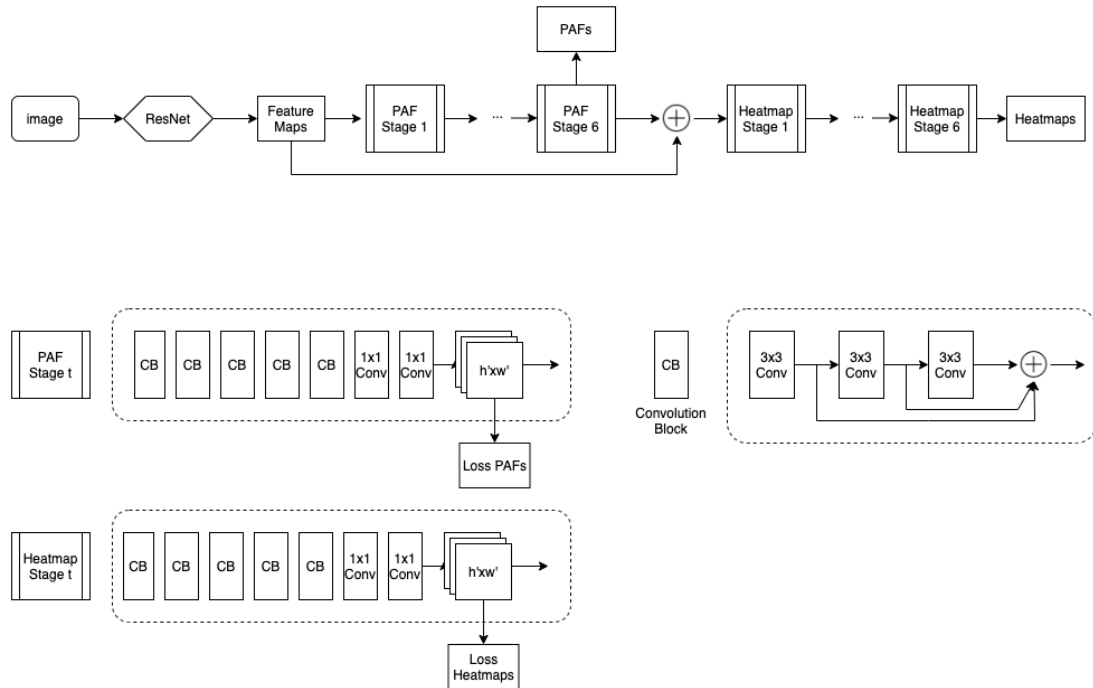 PAFs
image
ResNet
Feature
Maps
PAF
Stage 1
...
PAF
Stage 6
Heatmap
Stage 1
...
Heatmap
Stage 6
Heatmaps
PAF
Stage t
CB
CB
CB
CB
CB
1x1
Conv
1x1
Conv
h'xw'
Loss PAFs
CB
Convolution
Block
3x3
Conv
3x3
Conv
3x3
Conv
Heatmap
Stage t
CB
CB
CB
CB
CB
1x1
Conv
1x1
Conv
h'xw'
Loss
Heatmaps